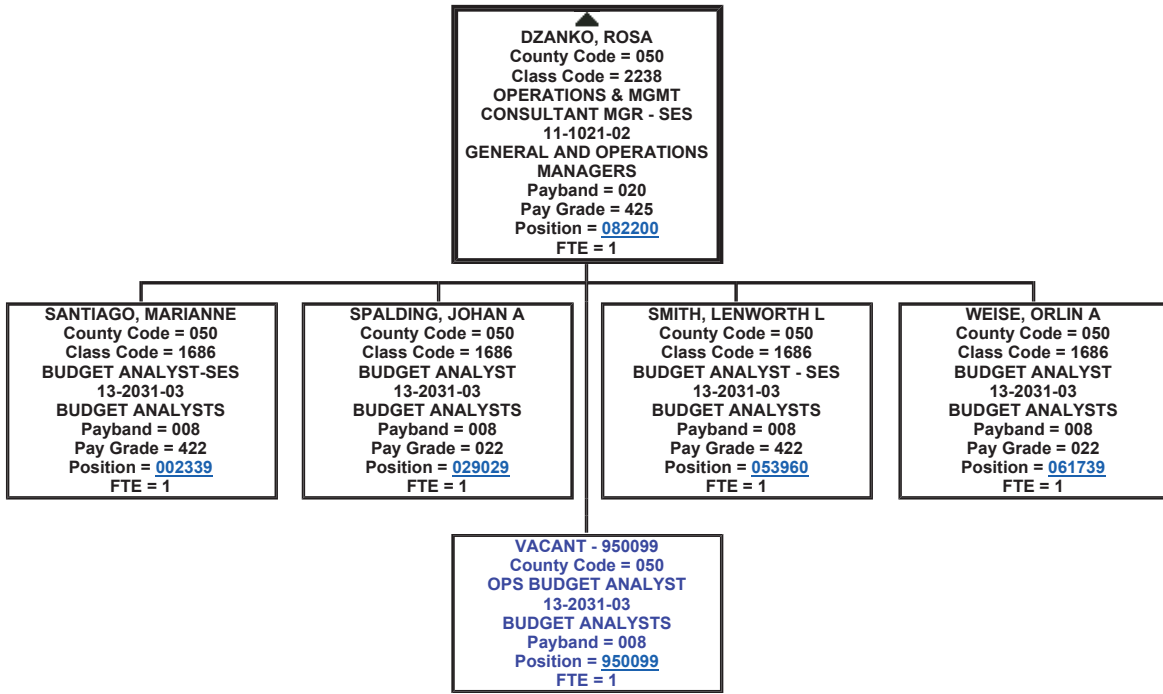 DZANKO, ROSA
County Code = 050
Class Code = 2238
OPERATIONS & MGMT
CONSULTANT MGR - SES
11-1021-02
GENERAL AND OPERATIONS
MANAGERS
Payband = 020
Pay Grade = 425
Position = 082200
FTE = 1
SANTIAGO, MARIANNE
County Code = 050
Class Code = 1686
BUDGET ANALYST-SES
13-2031-03
BUDGET ANALYSTS
Payband = 008
Pay Grade = 422
Position = 002339
FTE = 1
SPALDING, JOHAN A
County Code = 050
Class Code = 1686
BUDGET ANALYST
13-2031-03
BUDGET ANALYSTS
Payband = 008
Pay Grade = 022
Position = 029029
FTE = 1
SMITH, LENWORTH L
County Code = 050
Class Code = 1686
BUDGET ANALYST - SES
13-2031-03
BUDGET ANALYSTS
Payband = 008
Pay Grade = 422
Position = 053960
FTE = 1
WEISE, ORLIN A
County Code = 050
Class Code = 1686
BUDGET ANALYST
13-2031-03
BUDGET ANALYSTS
Payband = 008
Pay Grade = 022
Position = 061739
FTE = 1
VACANT - 950099
County Code = 050
OPS BUDGET ANALYST
13-2031-03
BUDGET ANALYSTS
Payband = 008
Position = 950099
FTE = 1